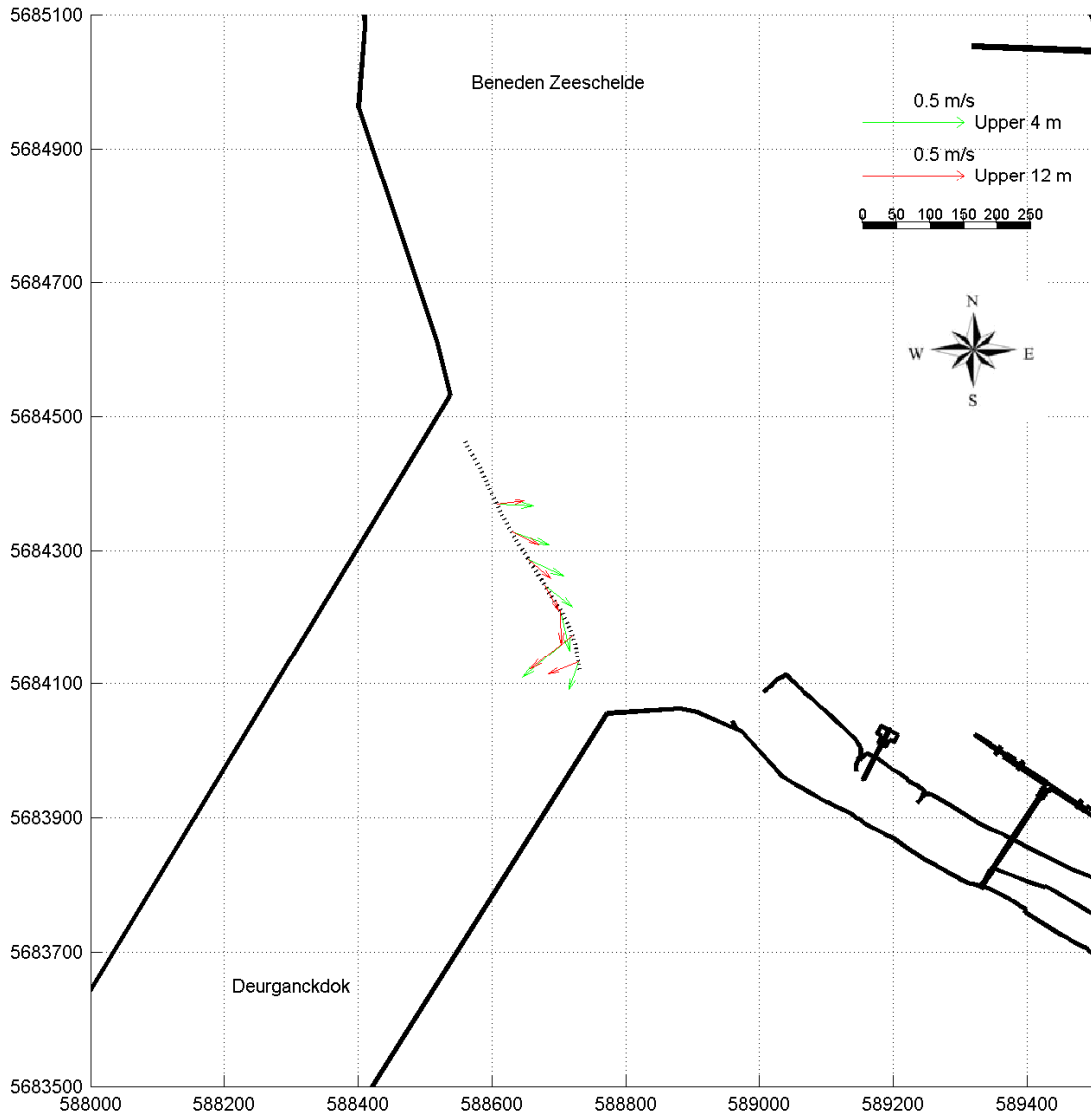 5685100
Beneden Zeeschelde
0.5 m/s
Upper 4 m
5684900
0.5 m/s
Upper 12 m
0 50 100 150 200 250
5684700
N
W E
S
5684500
5684300
5684100
5683900
5683700
Deurganckdok
5683500
588000 588200 588400 588600 588800 589000 589200 589400